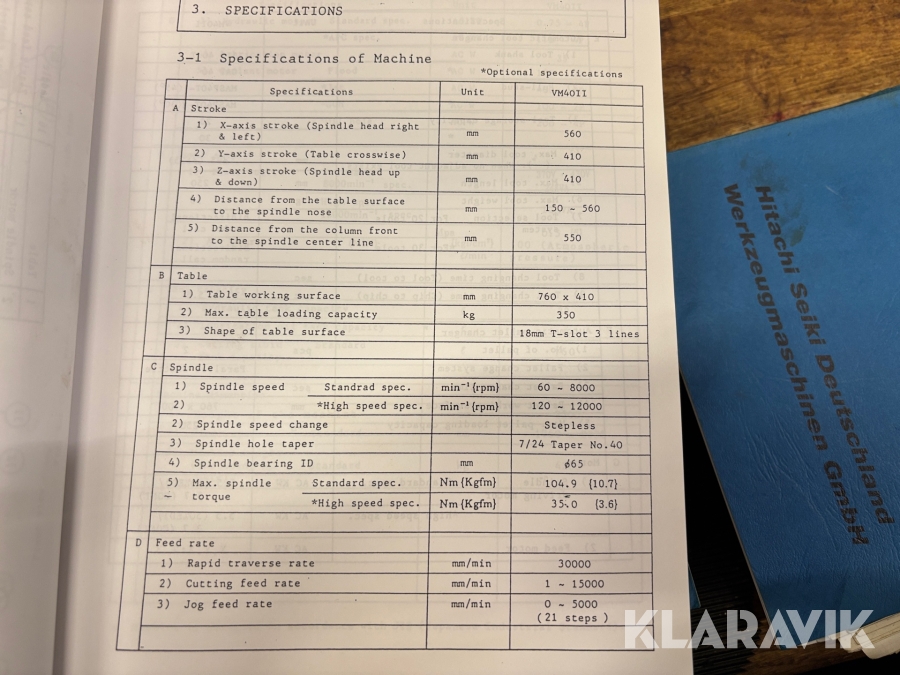 3. SPECIFICATIONS
3-1 Specifications of Machine
*Optional specifications
Specifications Unit VM40II
A Stroke
1) X-axis stroke (Spindle head right
& left) mm 560
2) Y-axis stroke (Table crosswise) mm 410
3) Z-axis stroke (Spindle head up
& down) mm 410
4) Distance from the table surface
to the spindle nose mm 150 ~ 560
5) Distance from the column front
to the spindle center line mm 550
B Table
1) Table working surface mm 760 x 410
2) Max. table loading capacity kg 350
3) Shape of table surface 18mm T-slot 3 lines
C Spindle
1) Spindle speed Standrad spec. min⁻¹{rpm} 60 ~ 8000
2) *High speed spec. min⁻¹{rpm} 120 ~ 12000
2) Spindle speed change Stepless
3) Spindle hole taper 7/24 Taper No.40
4) Spindle bearing ID mm ø65
5) Max. spindle Standard spec. Nm{Kgfm} 104.9 {10.7}
torque *High speed spec. Nm{Kgfm} 35.0 {3.6}
D Feed rate
1) Rapid traverse rate mm/min 30000
2) Cutting feed rate mm/min 1 ~ 15000
3) Jog feed rate mm/min 0 ~ 5000
(21 steps)
Hitachi Seiki Deutschland
Werkzeugmaschinen GmbH
KLARAVIK